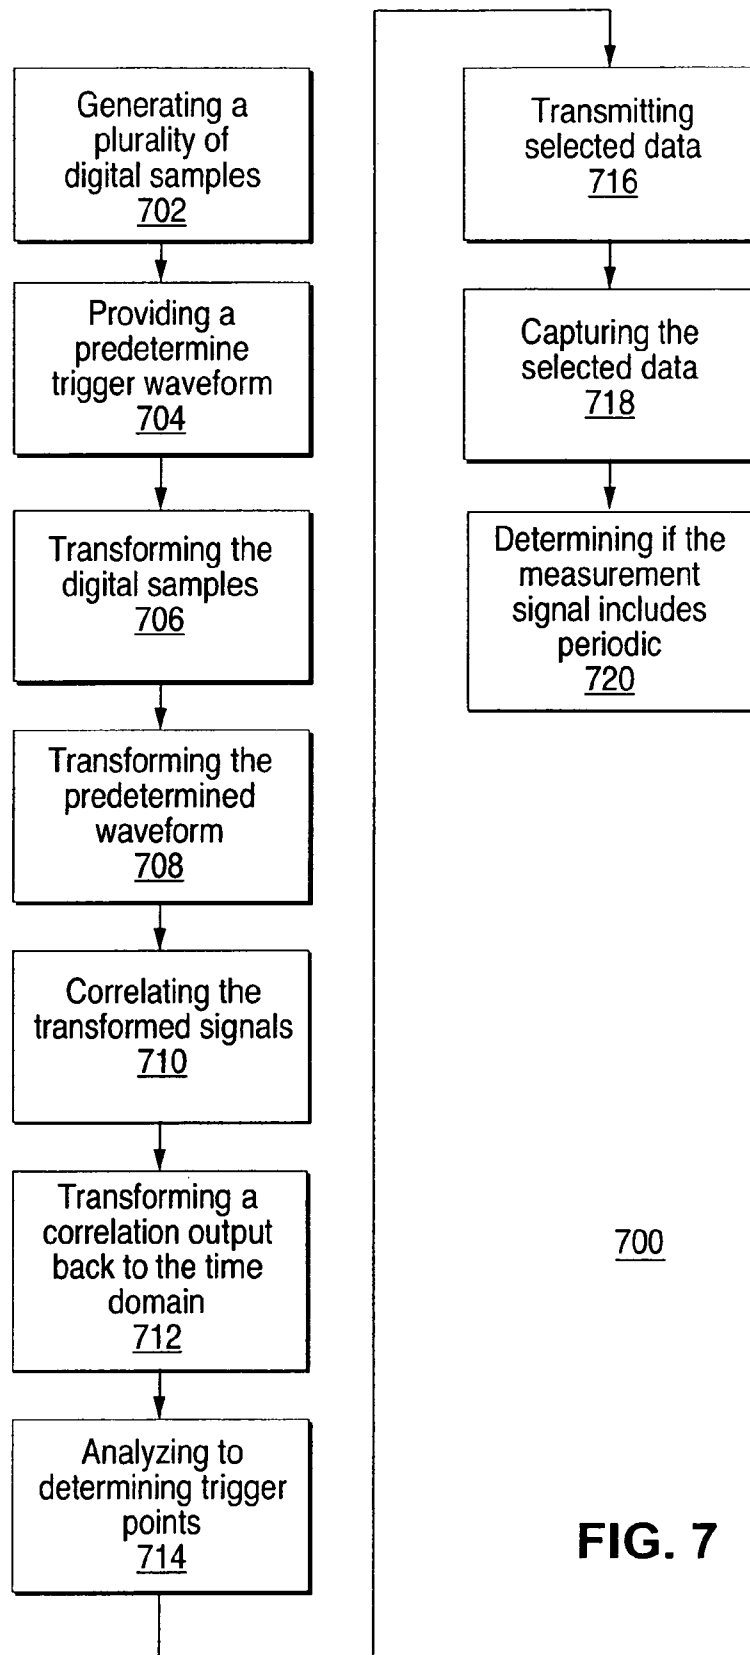 Generating a
plurality of
digital samples
702
Providing a
predetermine
trigger waveform
704
Transforming the
digital samples
706
Transforming the
predetermined
waveform
708
Correlating the
transformed signals
710
Transforming a
correlation output
back to the time
domain
712
Analyzing to
determining trigger
points
714
Transmitting
selected data
716
Capturing the
selected data
718
Determining if the
measurement
signal includes
periodic
720
700
FIG. 7